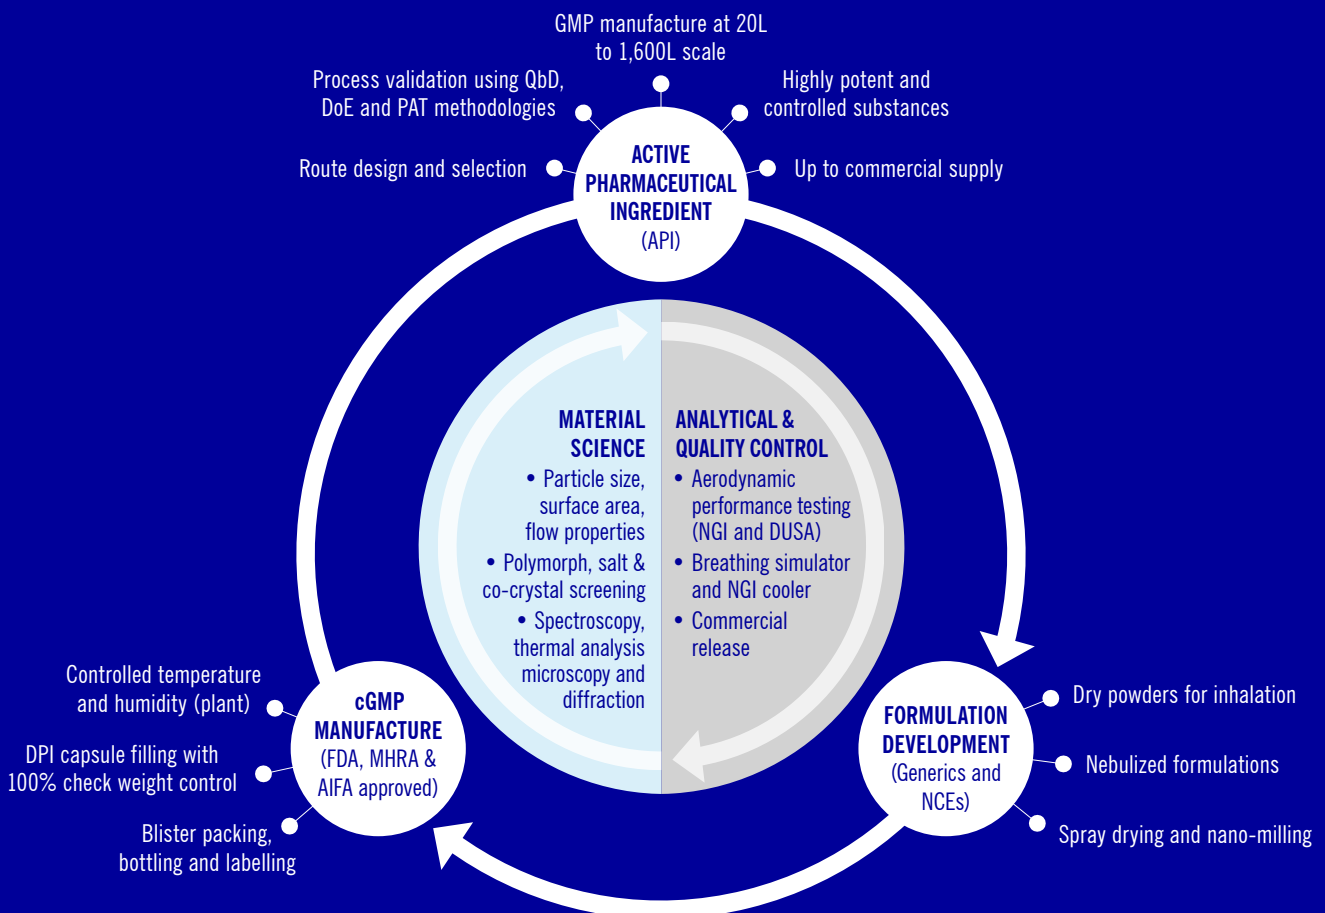 GMP manufacture at 20L
to 1,600L scale
Process validation using QbD,
DoE and PAT methodologies
Highly potent and
controlled substances
Route design and selection
Up to commercial supply
ACTIVE
PHARMACEUTICAL
INGREDIENT
(API)
MATERIAL
SCIENCE
• Particle size,
surface area,
flow properties
• Polymorph, salt &
co-crystal screening
• Spectroscopy,
thermal analysis
microscopy and
diffraction
ANALYTICAL &
QUALITY CONTROL
• Aerodynamic
performance testing
(NGI and DUSA)
• Breathing simulator
and NGI cooler
• Commercial
release
Controlled temperature
and humidity (plant)
DPI capsule filling with
100% check weight control
Blister packing,
bottling and labelling
cGMP
MANUFACTURE
(FDA, MHRA &
AIFA approved)
FORMULATION
DEVELOPMENT
(Generics and
NCEs)
Dry powders for inhalation
Nebulized formulations
Spray drying and nano-milling